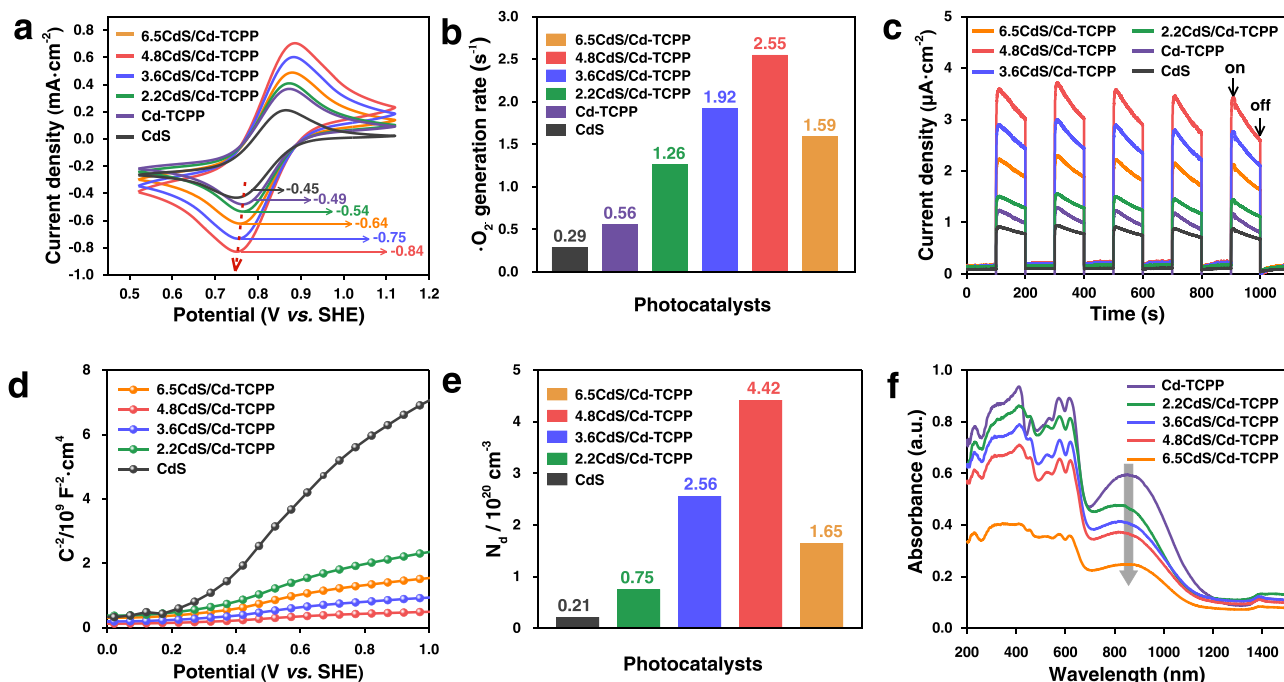 a
Current density (mA·cm⁻²)
0.8
0.6
0.4
0.2
0.0
-0.2
-0.4
-0.6
-0.8
-1.0
6.5CdS/Cd-TCPP
4.8CdS/Cd-TCPP
3.6CdS/Cd-TCPP
2.2CdS/Cd-TCPP
Cd-TCPP
CdS
-0.45
-0.49
-0.54
-0.64
-0.75
-0.84
0.5 0.6 0.7 0.8 0.9 1.0 1.1 1.2
Potential (V vs. SHE)
b
·O₂⁻ generation rate (s⁻¹)
3.0
2.5
2.0
1.5
1.0
0.5
0.0
6.5CdS/Cd-TCPP
4.8CdS/Cd-TCPP
3.6CdS/Cd-TCPP
2.2CdS/Cd-TCPP
Cd-TCPP
CdS
0.29
0.56
1.26
1.92
2.55
1.59
Photocatalysts
c
Current density (μA·cm⁻²)
5
4
3
2
1
0
6.5CdS/Cd-TCPP 2.2CdS/Cd-TCPP
4.8CdS/Cd-TCPP Cd-TCPP
3.6CdS/Cd-TCPP CdS
on
off
0 200 400 600 800 1000
Time (s)
d
C⁻²/10⁹ F⁻²·cm⁴
8
6
4
2
0
6.5CdS/Cd-TCPP
4.8CdS/Cd-TCPP
3.6CdS/Cd-TCPP
2.2CdS/Cd-TCPP
CdS
0.0 0.2 0.4 0.6 0.8 1.0
Potential (V vs. SHE)
e
N_d / 10²⁰ cm⁻³
5
4
3
2
1
0
6.5CdS/Cd-TCPP
4.8CdS/Cd-TCPP
3.6CdS/Cd-TCPP
2.2CdS/Cd-TCPP
CdS
0.21
0.75
2.56
4.42
1.65
Photocatalysts
f
Absorbance (a.u.)
1.0
0.8
0.6
0.4
0.2
0.0
Cd-TCPP
2.2CdS/Cd-TCPP
3.6CdS/Cd-TCPP
4.8CdS/Cd-TCPP
6.5CdS/Cd-TCPP
200 400 600 800 1000 1200 1400
Wavelength (nm)